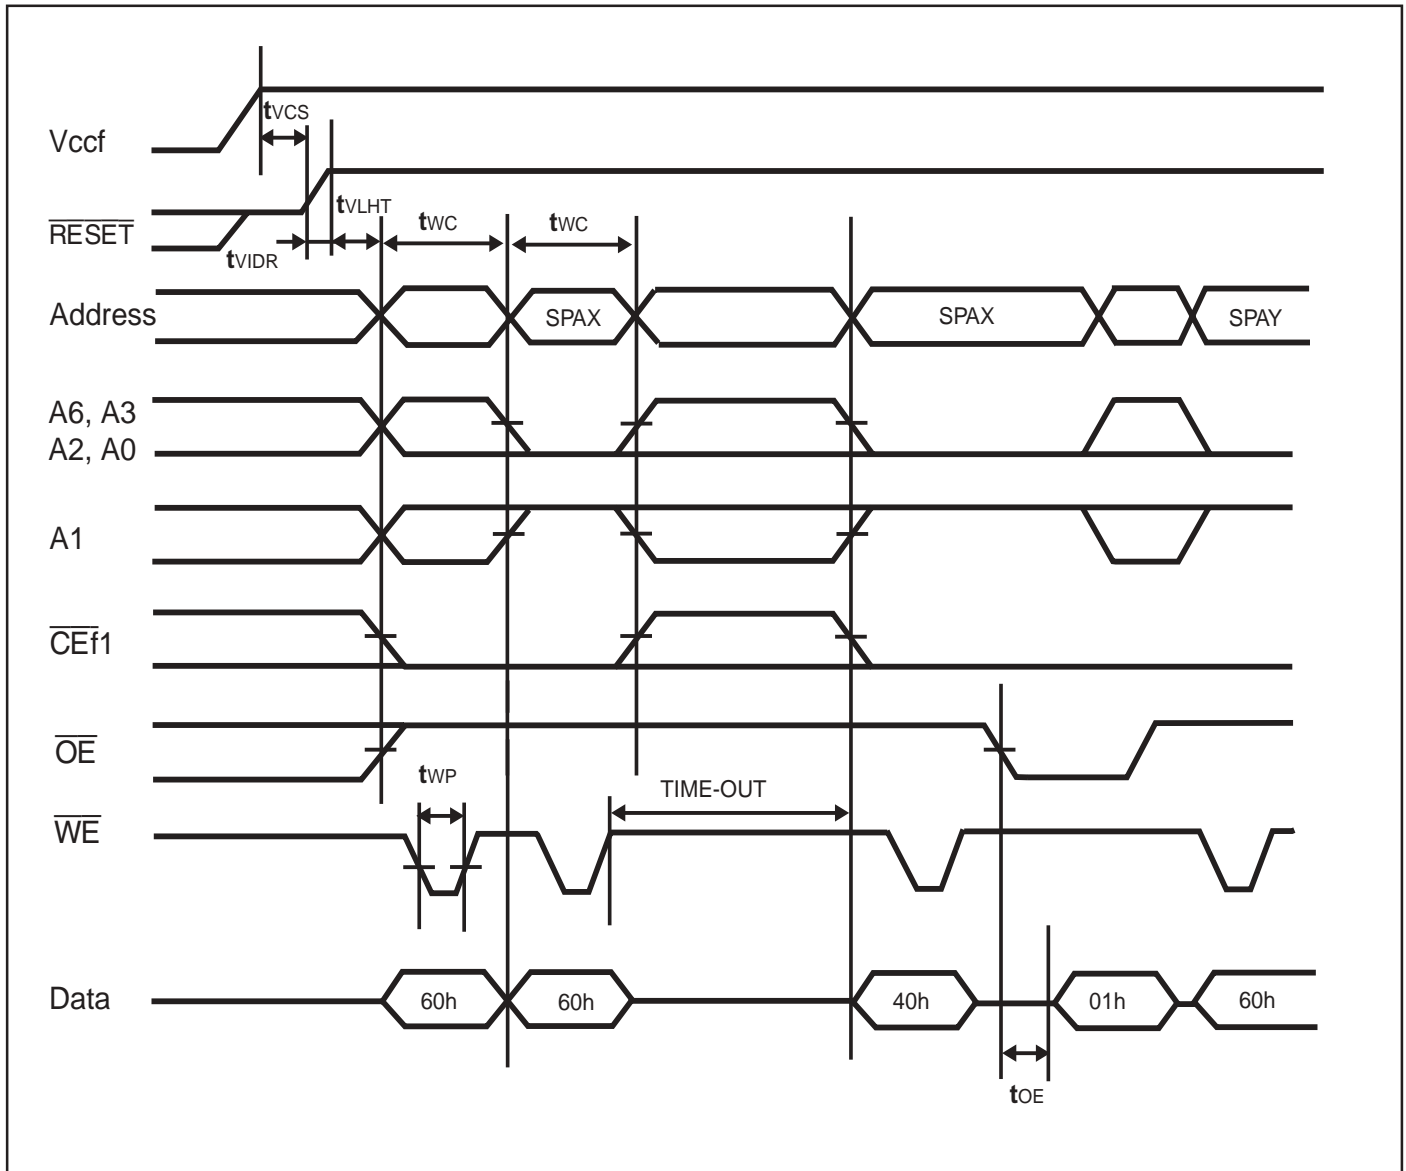 tVCS
Vccf
tVLHT
tWC
tWC
RESET
tVIDR
Address
SPAX
SPAX
SPAY
A6, A3
A2, A0
A1
CEf1
OE
tWP
TIME-OUT
WE
Data
60h
60h
40h
01h
60h
tOE